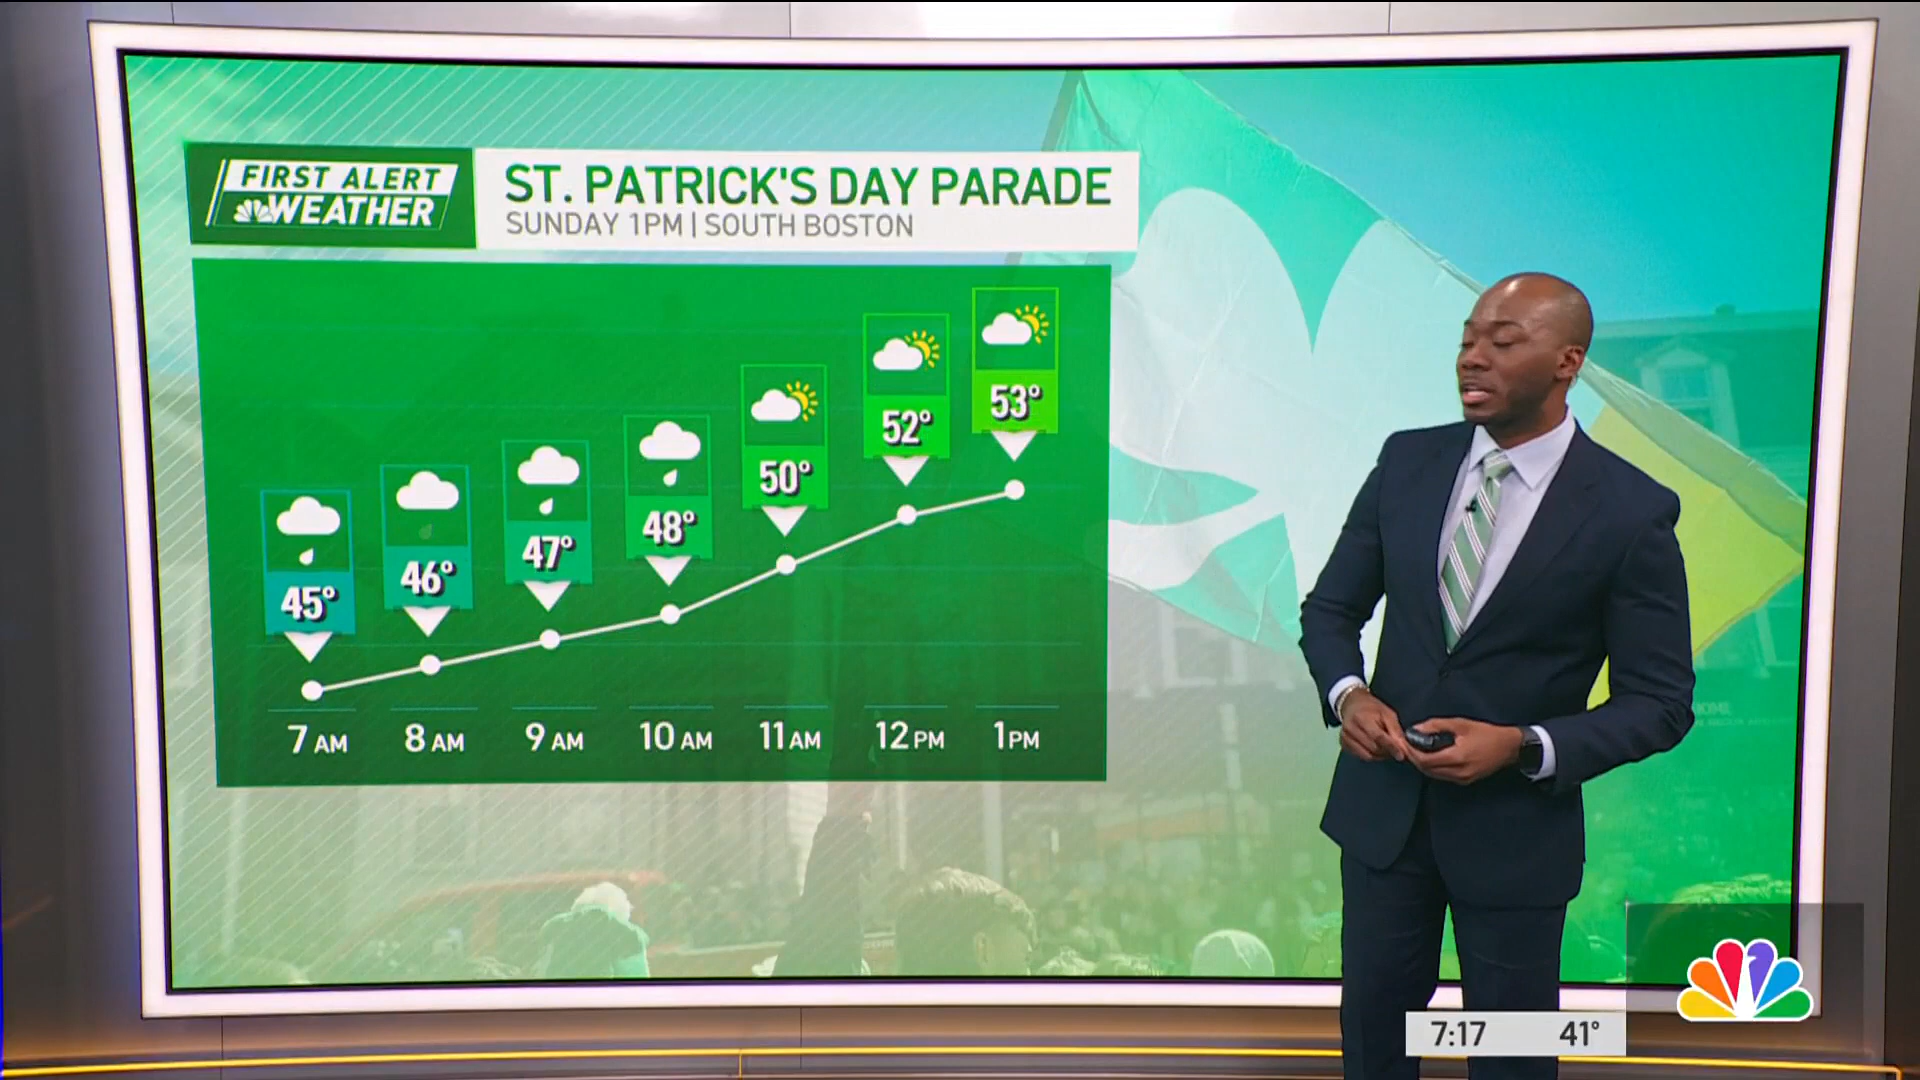 FIRST ALERT
WEATHER
ST. PATRICK'S DAY PARADE
SUNDAY 1PM | SOUTH BOSTON
45° 46° 47° 48° 50° 52° 53°
7 AM 8 AM 9 AM 10 AM 11 AM 12 PM 1 PM
7:17 41°